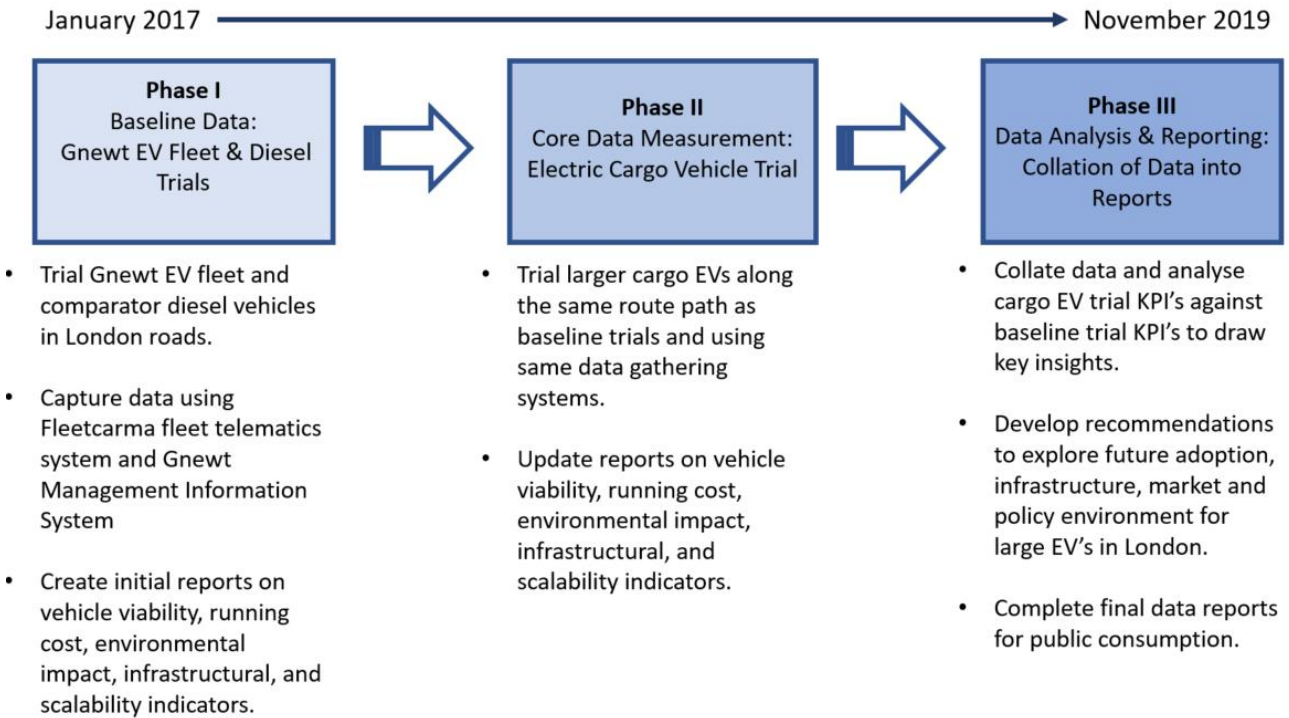 January 2017
November 2019
Phase I
Baseline Data:
Gnewt EV Fleet & Diesel
Trials
Phase II
Core Data Measurement:
Electric Cargo Vehicle Trial
Phase III
Data Analysis & Reporting:
Collation of Data into
Reports
• Trial Gnewt EV fleet and
comparator diesel vehicles
in London roads.
• Capture data using
Fleetcarma fleet telematics
system and Gnewt
Management Information
System
• Create initial reports on
vehicle viability, running
cost, environmental
impact, infrastructural, and
scalability indicators.
• Trial larger cargo EVs along
the same route path as
baseline trials and using
same data gathering
systems.
• Update reports on vehicle
viability, running cost,
environmental impact,
infrastructural, and
scalability indicators.
• Collate data and analyse
cargo EV trial KPI’s against
baseline trial KPI’s to draw
key insights.
• Develop recommendations
to explore future adoption,
infrastructure, market and
policy environment for
large EV’s in London.
• Complete final data reports
for public consumption.